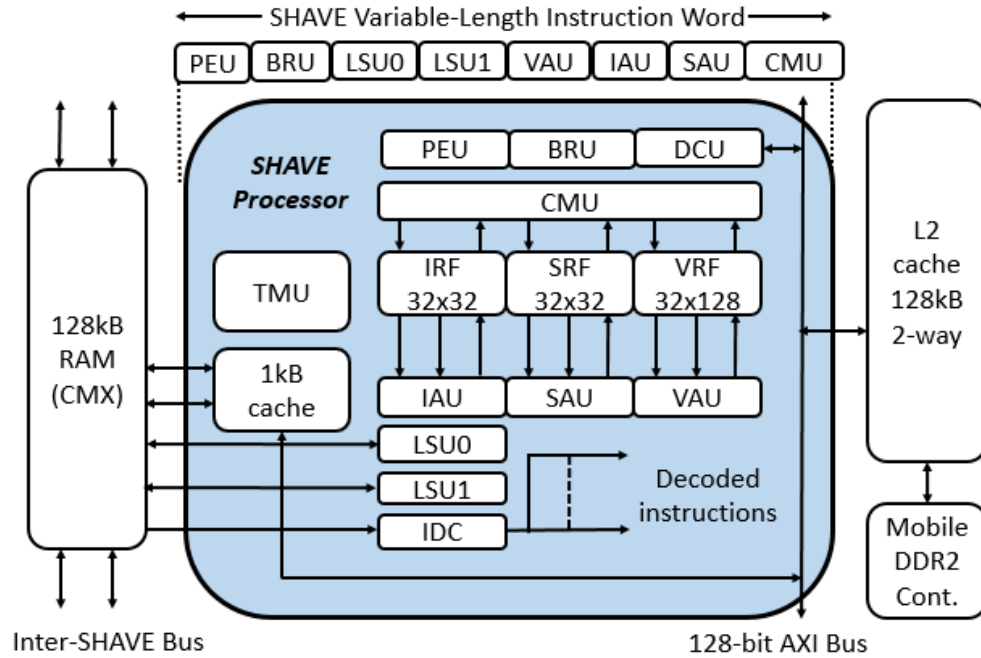 SHAVE Variable-Length Instruction Word
PEU BRU LSU0 LSU1 VAU IAU SAU CMU
SHAVE
Processor
PEU BRU DCU
CMU
IRF
32x32
SRF
32x32
VRF
32x128
TMU
1kB
cache
IAU SAU VAU
LSU0
LSU1
IDC
Decoded
instructions
128kB
RAM
(CMX)
L2
cache
128kB
2-way
Mobile
DDR2
Cont.
Inter-SHAVE Bus
128-bit AXI Bus